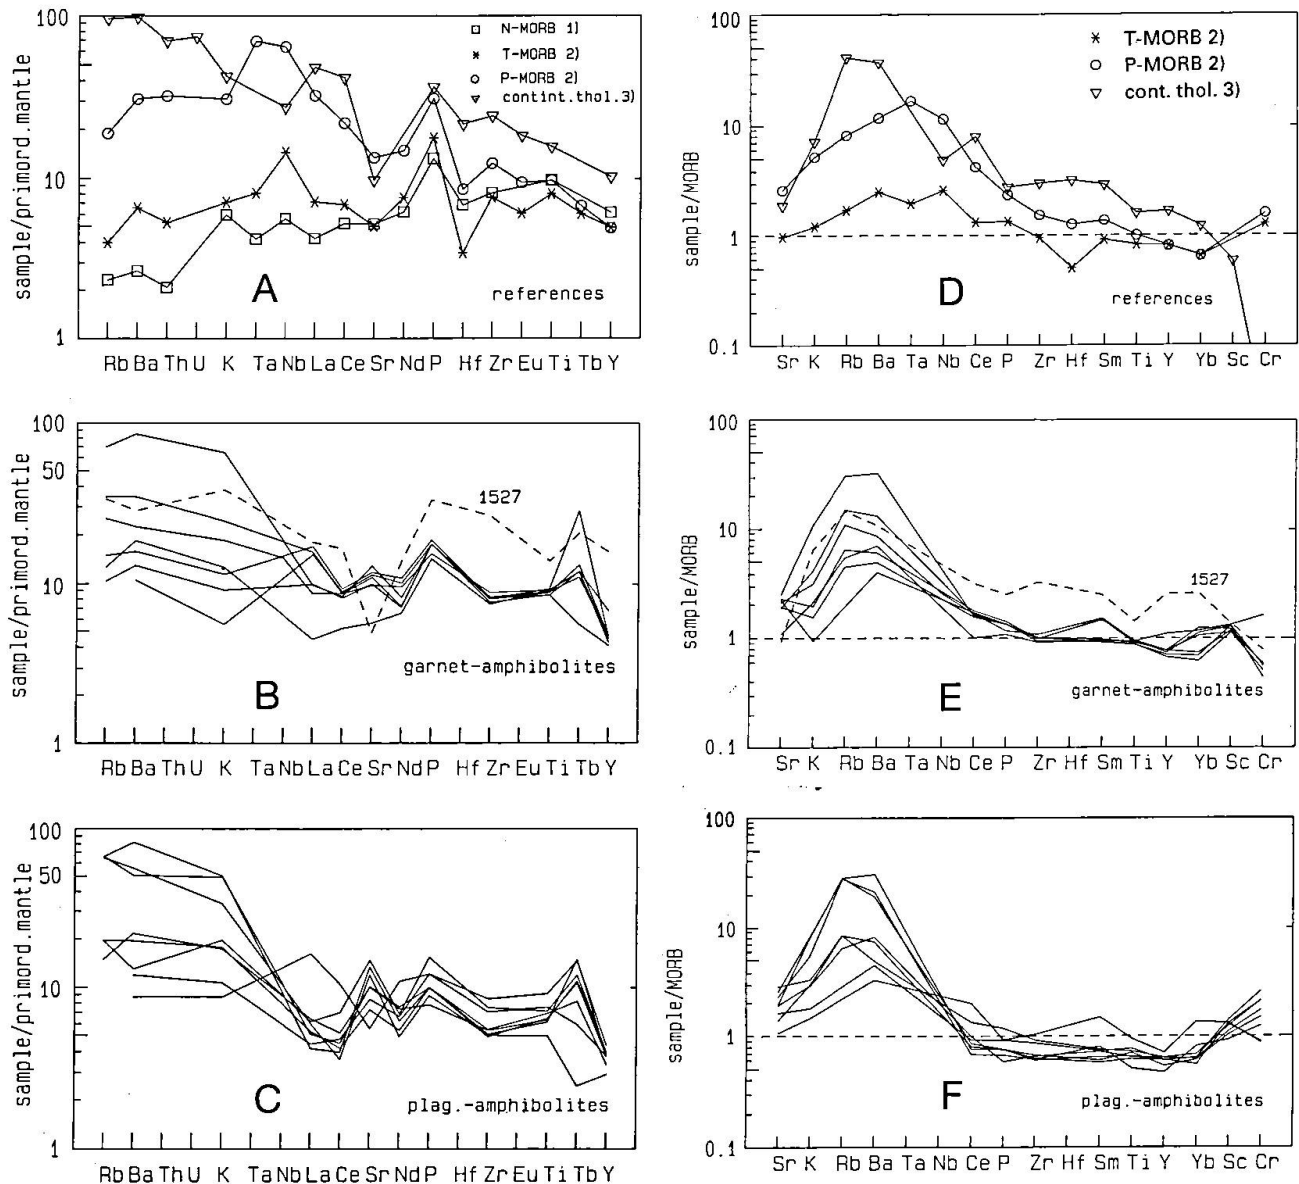 100
10
1
sample/primord.mantle
N-MORB 1)
T-MORB 2)
P-MORB 2)
contint.thol.3)
A
references
Rb Ba Th U K Ta Nb La Ce Sr Nd P Hf Zr Eu Ti Tb Y
100
10
1
0.1
sample/MORB
T-MORB 2)
P-MORB 2)
cont. thol. 3)
D
references
Sr K Rb Ba Ta Nb Ce P Zr Hf Sm Ti Y Yb Sc Cr
100
50
10
1
sample/primord.mantle
1527
garnet-amphibolites
B
Rb Ba Th U K Ta Nb La Ce Sr Nd P Hf Zr Eu Ti Tb Y
100
10
1
0.1
sample/MORB
1527
garnet-amphibolites
E
Sr K Rb Ba Ta Nb Ce P Zr Hf Sm Ti Y Yb Sc Cr
100
50
10
1
sample/primord.mantle
C
plag.-amphibolites
Rb Ba Th U K Ta Nb La Ce Sr Nd P Hf Zr Eu Ti Tb Y
100
10
1
0.1
sample/MORB
F
plag.-amphibolites
Sr K Rb Ba Ta Nb Ce P Zr Hf Sm Ti Y Yb Sc Cr